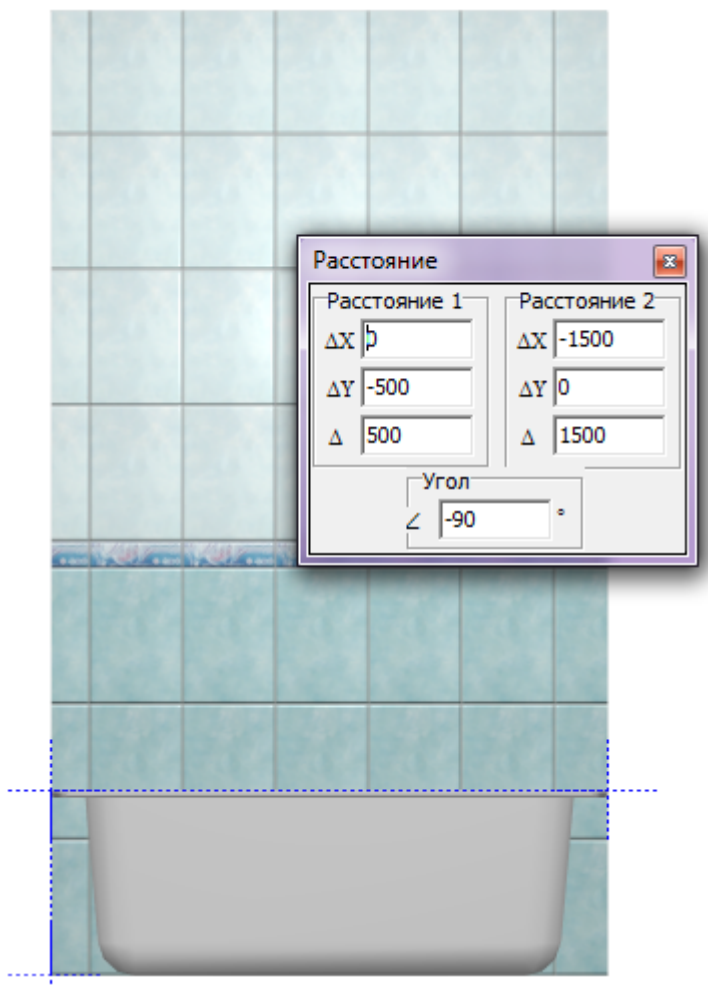 Расстояние
Расстояние 1
ΔX 0
ΔY -500
Δ 500
Расстояние 2
ΔX -1500
ΔY 0
Δ 1500
Угол
∠ -90 °